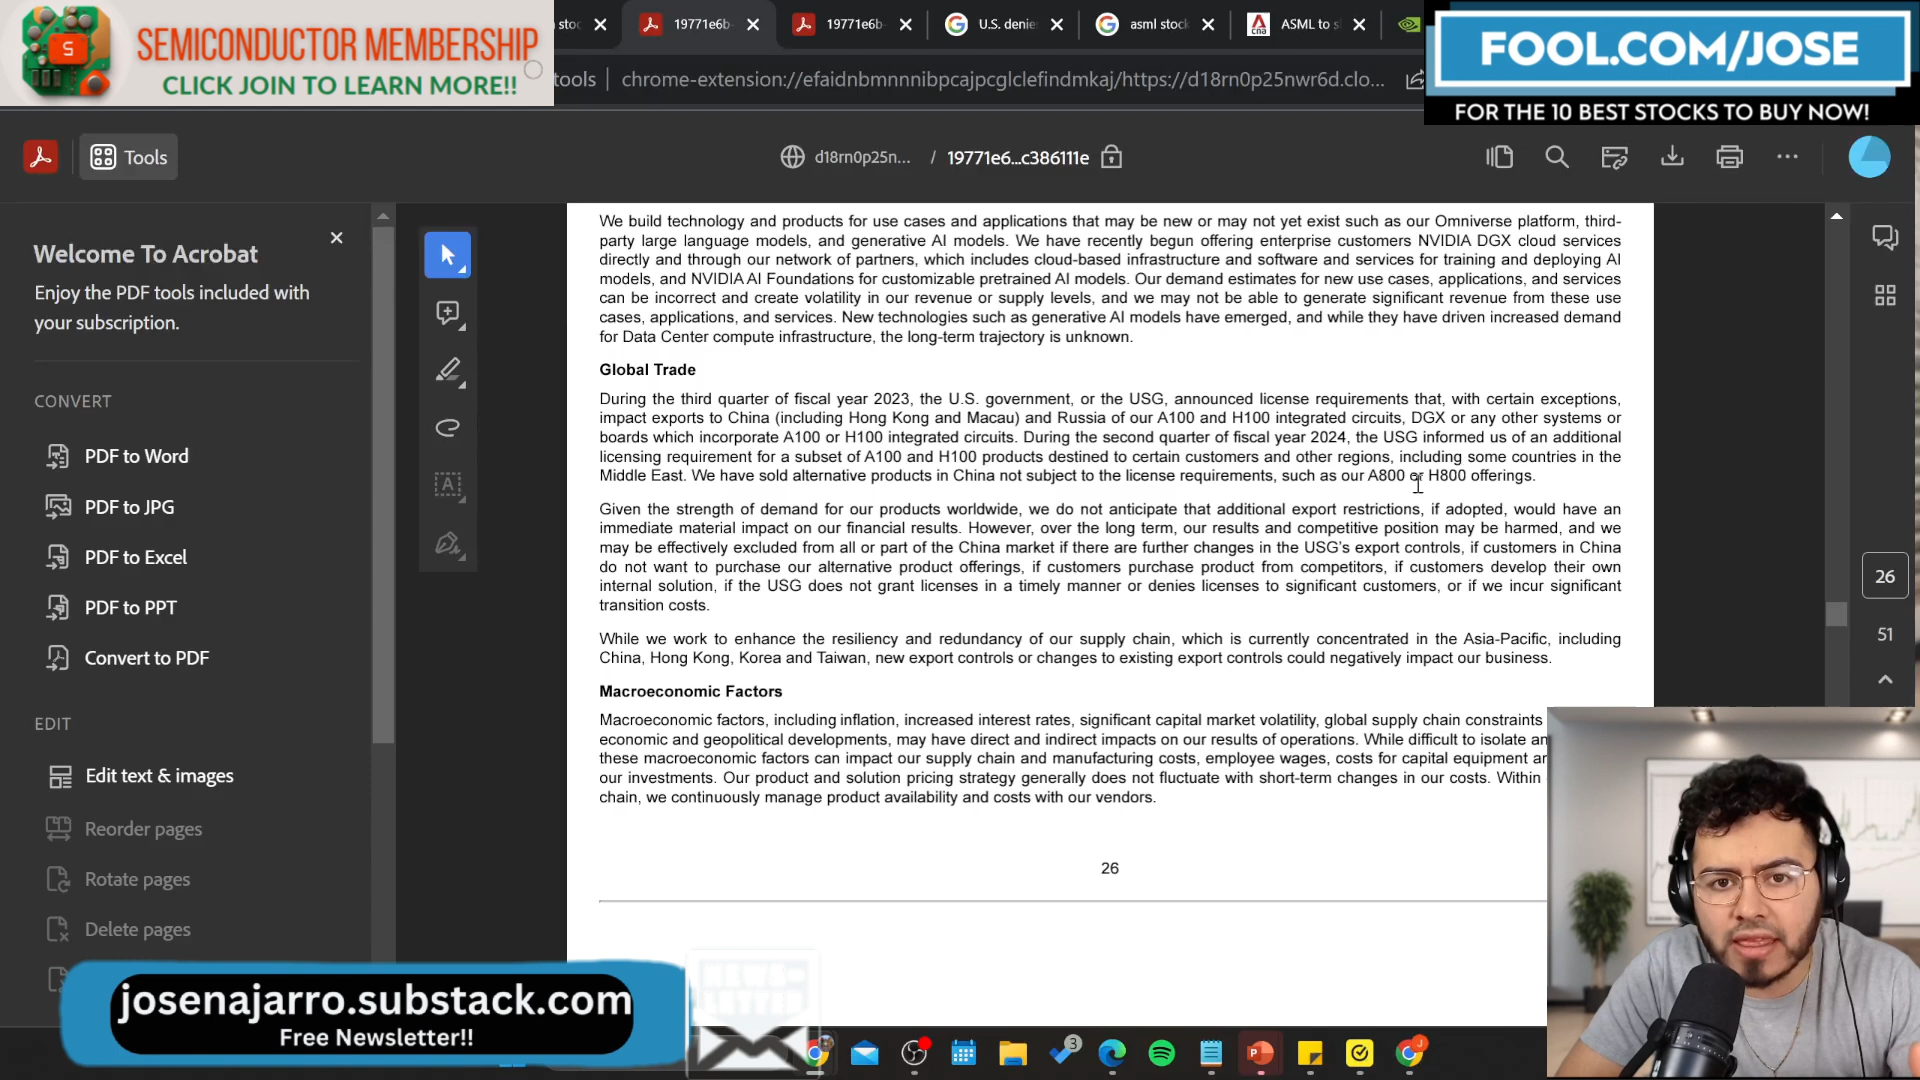 SEMICONDUCTOR MEMBERSHIP
CLICK JOIN TO LEARN MORE!!
S
stoc
19771e6b
19771e6b
U.S. denie
asml stock
ASML to s
FOOL.COM/JOSE
FOR THE 10 BEST STOCKS TO BUY NOW!
tools
chrome-extension://efaidnbmnnnibpcajpcglclefindmkaj/https://d18rn0p25nwr6d.clo...
Tools
d18rn0p25n... / 19771e6...c386111e
Welcome To Acrobat
Enjoy the PDF tools included with
your subscription.
CONVERT
PDF to Word
PDF to JPG
PDF to Excel
PDF to PPT
Convert to PDF
EDIT
Edit text & images
Reorder pages
Rotate pages
Delete pages
We build technology and products for use cases and applications that may be new or may not yet exist such as our Omniverse platform, third-
party large language models, and generative AI models. We have recently begun offering enterprise customers NVIDIA DGX cloud services
directly and through our network of partners, which includes cloud-based infrastructure and software and services for training and deploying AI
models, and NVIDIA AI Foundations for customizable pretrained AI models. Our demand estimates for new use cases, applications, and services
can be incorrect and create volatility in our revenue or supply levels, and we may not be able to generate significant revenue from these use
cases, applications, and services. New technologies such as generative AI models have emerged, and while they have driven increased demand
for Data Center compute infrastructure, the long-term trajectory is unknown.
Global Trade
During the third quarter of fiscal year 2023, the U.S. government, or the USG, announced license requirements that, with certain exceptions,
impact exports to China (including Hong Kong and Macau) and Russia of our A100 and H100 integrated circuits, DGX or any other systems or
boards which incorporate A100 or H100 integrated circuits. During the second quarter of fiscal year 2024, the USG informed us of an additional
licensing requirement for a subset of A100 and H100 products destined to certain customers and other regions, including some countries in the
Middle East. We have sold alternative products in China not subject to the license requirements, such as our A800 or H800 offerings.
Given the strength of demand for our products worldwide, we do not anticipate that additional export restrictions, if adopted, would have an
immediate material impact on our financial results. However, over the long term, our results and competitive position may be harmed, and we
may be effectively excluded from all or part of the China market if there are further changes in the USG's export controls, if customers in China
do not want to purchase our alternative product offerings, if customers purchase product from competitors, if customers develop their own
internal solution, if the USG does not grant licenses in a timely manner or denies licenses to significant customers, or if we incur significant
transition costs.
While we work to enhance the resiliency and redundancy of our supply chain, which is currently concentrated in the Asia-Pacific, including
China, Hong Kong, Korea and Taiwan, new export controls or changes to existing export controls could negatively impact our business.
Macroeconomic Factors
Macroeconomic factors, including inflation, increased interest rates, significant capital market volatility, global supply chain constraints
economic and geopolitical developments, may have direct and indirect impacts on our results of operations. While difficult to isolate an
these macroeconomic factors can impact our supply chain and manufacturing costs, employee wages, costs for capital equipment ar
our investments. Our product and solution pricing strategy generally does not fluctuate with short-term changes in our costs. Within
chain, we continuously manage product availability and costs with our vendors.
26
26
51
josenajarro.substack.com
Free Newsletter!!
3